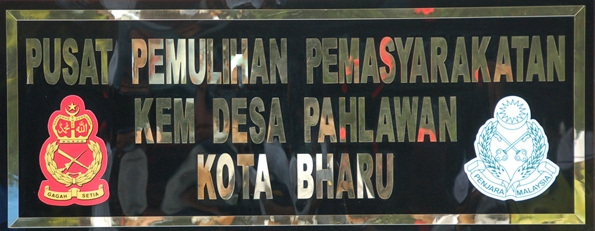 PUSAT PEMULIHAN PEMASYARAKATAN
KEM DESA PAHLAWAN
KOTA BHARU
GAGAH SETIA
PENJARA MALAYSIA